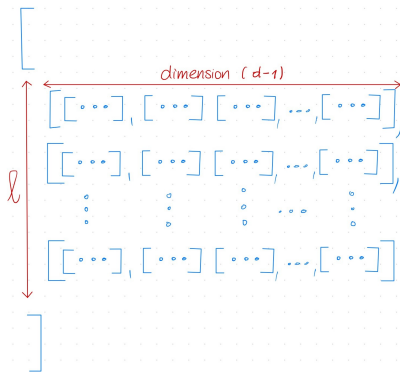 [
dimension (d-1)
[[∘∘∘], [∘∘∘] [∘∘∘], ..., [∘∘∘]],
[[∘∘∘], [∘∘∘], [∘∘∘], ..., [∘∘∘]],
l
⋮ ⋮ ⋮ ... ⋮
[[∘∘∘], [∘∘∘] [∘∘∘], ..., [∘∘∘]]
]